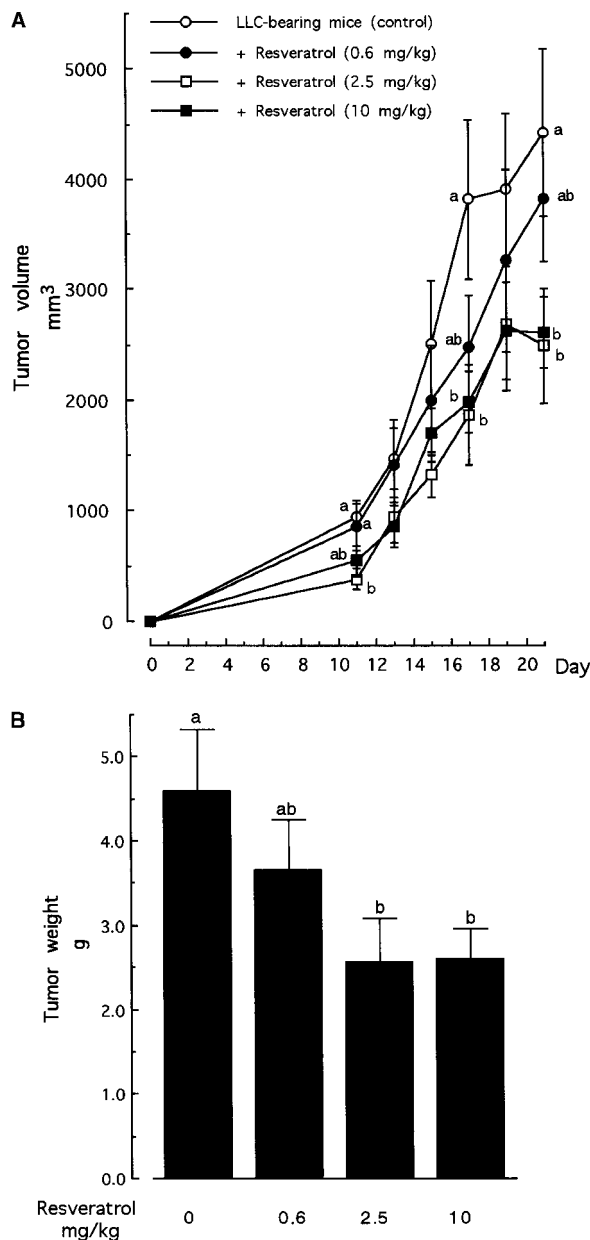 A
LLC-bearing mice (control)
+ Resveratrol (0.6 mg/kg)
+ Resveratrol (2.5 mg/kg)
+ Resveratrol (10 mg/kg)
Tumor volume
mm³
5000
4000
3000
2000
1000
0
a
a
ab
b
a
ab
b
b
a
ab
b
b
0 2 4 6 8 10 12 14 16 18 20 Day
B
Tumor weight
g
5.0
4.0
3.0
2.0
1.0
0.0
a
ab
b
b
Resveratrol
mg/kg
0 0.6 2.5 10